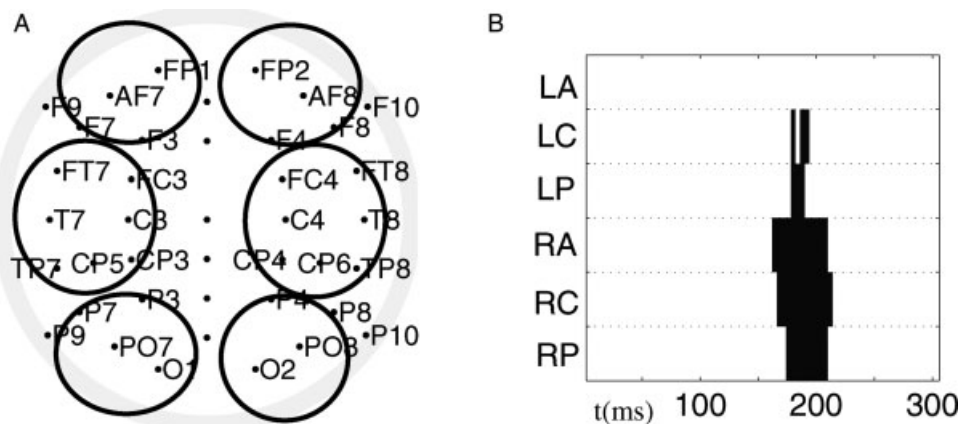 A
FP1 FP2
F9 AF7 AF8 F10
F7 F8
F3 F4
FT7 FC3 FC4 FT8
T7 C3 C4 T8
TP7 CP5 CP3 CP4 CP6 TP8
P3 P4
P7 P8
P9 P10
PO7
O1 O2
B
LA
LC
LP
RA
RC
RP
t(ms) 100 200 300